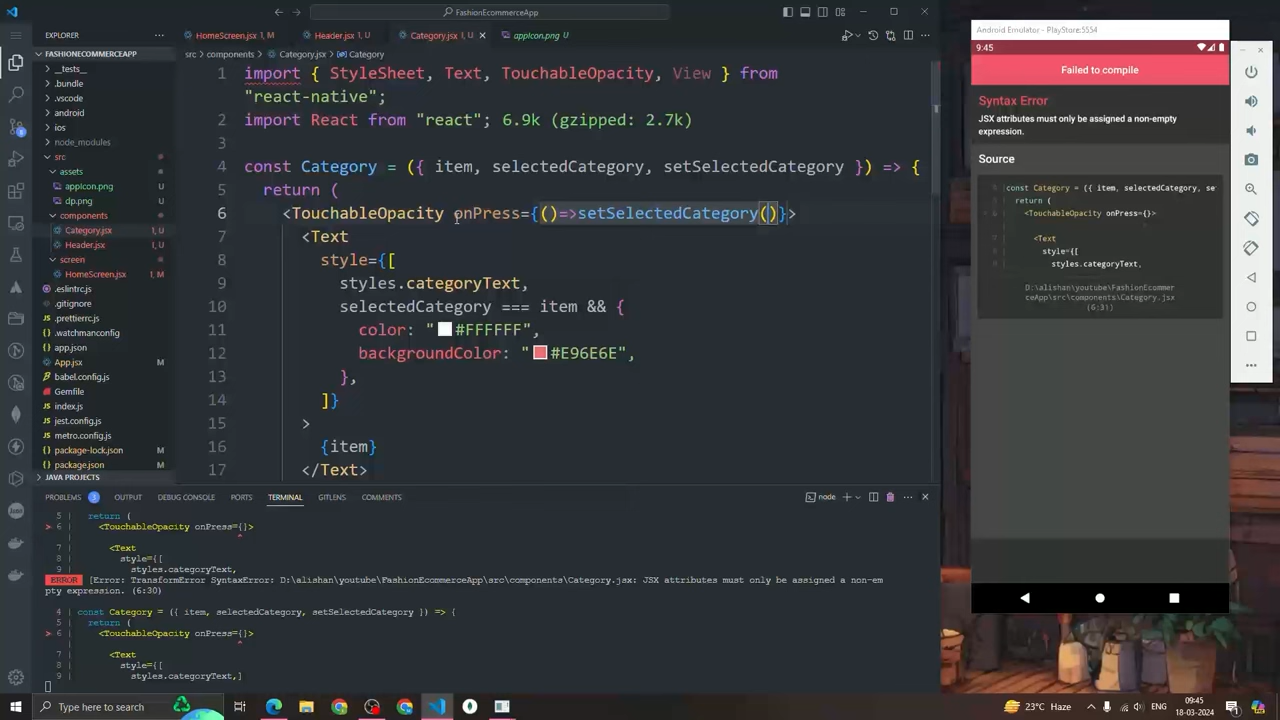 FashionEcommerceApp
EXPLORER
HomeScreen.jsx 1, M
Header.jsx 1, U
Category.jsx 1, U
appIcon.png U
FASHIONECOMMERCEAPP
src > components > Category.jsx > Category
__tests__
.bundle
.vscode
android
ios
node_modules
src
assets
appIcon.png U
dp.png U
components
Category.jsx 1, U
Header.jsx 1, U
screen
HomeScreen.jsx 1, M
.eslintrc.js
.gitignore
.prettierrc.js
.watchmanconfig
app.json
App.jsx M
babel.config.js
Gemfile
index.js
jest.config.js
metro.config.js
package-lock.json M
package.json M
JAVA PROJECTS
1 import { StyleSheet, Text, TouchableOpacity, View } from
"react-native";
2 import React from "react"; 6.9k (gzipped: 2.7k)
3
4 const Category = ({ item, selectedCategory, setSelectedCategory }) => {
5 return (
6 <TouchableOpacity onPress={()=>setSelectedCategory()}>
7 <Text
8 style={[
9 styles.categoryText,
10 selectedCategory === item && {
11 color: "#FFFFFF",
12 backgroundColor: "#E96E6E",
13 },
14 ]}
15 >
16 {item}
17 </Text>
PROBLEMS 3 OUTPUT DEBUG CONSOLE PORTS TERMINAL GITLENS COMMENTS
node
5 | return (
> 6 | <TouchableOpacity onPress={}>
| ^
7 | <Text
8 | style={[
9 | styles.categoryText,
ERROR [Error: TransformError SyntaxError: D:\alishan\youtube\FashionEcommerceApp\src\components\Category.jsx: JSX attributes must only be assigned a non-em
pty expression. (6:30)
4 | const Category = ({ item, selectedCategory, setSelectedCategory }) => {
5 | return (
> 6 | <TouchableOpacity onPress={}>
| ^
7 | <Text
8 | style={[
9 | styles.categoryText,]
Android Emulator - PlayStore:5554
9:45
Failed to compile
Syntax Error
JSX attributes must only be assigned a non-empty
expression.
Source
const Category = ({ item, selectedCategory, se
return (
<TouchableOpacity onPress={}>
<Text
style={[
styles.categoryText,
D:\alishan\youtube\FashionEcommer
ceApp\src\components\Category.jsx
Type here to search
23°C Haze
09:45
18-03-2024